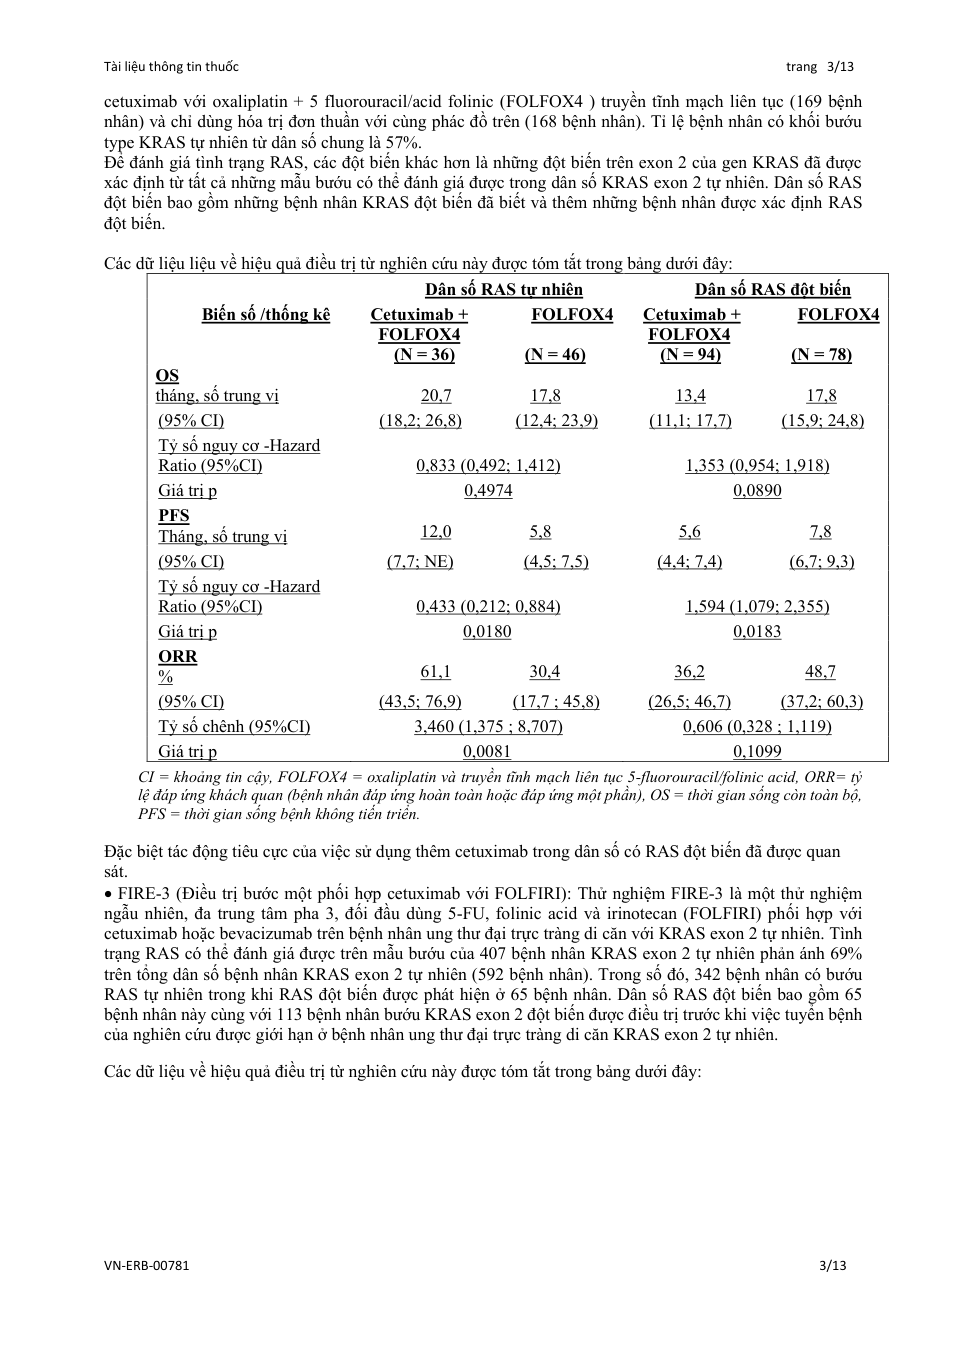 Tài liệu thông tin thuốc trang 3/13
cetuximab với oxaliplatin + 5 fluorouracil/acid folinic (FOLFOX4 ) truyền tĩnh mạch liên tục (169 bệnh
nhân) và chỉ dùng hóa trị đơn thuần với cùng phác đồ trên (168 bệnh nhân). Tỉ lệ bệnh nhân có khối bướu
type KRAS tự nhiên từ dân số chung là 57%.
Để đánh giá tình trạng RAS, các đột biến khác hơn là những đột biến trên exon 2 của gen KRAS đã được
xác định từ tất cả những mẫu bướu có thể đánh giá được trong dân số KRAS exon 2 tự nhiên. Dân số RAS
đột biến bao gồm những bệnh nhân KRAS đột biến đã biết và thêm những bệnh nhân được xác định RAS
đột biến.
Các dữ liệu liệu về hiệu quả điều trị từ nghiên cứu này được tóm tắt trong bảng dưới đây:
Dân số RAS tự nhiên Dân số RAS đột biến
Biến số /thống kê Cetuximab + FOLFOX4 Cetuximab + FOLFOX4
FOLFOX4 FOLFOX4
(N = 36) (N = 46) (N = 94) (N = 78)
OS
tháng, số trung vị 20,7 17,8 13,4 17,8
(95% CI) (18,2; 26,8) (12,4; 23,9) (11,1; 17,7) (15,9; 24,8)
Tỷ số nguy cơ -Hazard
Ratio (95%CI) 0,833 (0,492; 1,412) 1,353 (0,954; 1,918)
Giá trị p 0,4974 0,0890
PFS
Tháng, số trung vị 12,0 5,8 5,6 7,8
(95% CI) (7,7; NE) (4,5; 7,5) (4,4; 7,4) (6,7; 9,3)
Tỷ số nguy cơ -Hazard
Ratio (95%CI) 0,433 (0,212; 0,884) 1,594 (1,079; 2,355)
Giá trị p 0,0180 0,0183
ORR
% 61,1 30,4 36,2 48,7
(95% CI) (43,5; 76,9) (17,7 ; 45,8) (26,5; 46,7) (37,2; 60,3)
Tỷ số chênh (95%CI) 3,460 (1,375 ; 8,707) 0,606 (0,328 ; 1,119)
Giá trị p 0,0081 0,1099
CI = khoảng tin cậy, FOLFOX4 = oxaliplatin và truyền tĩnh mạch liên tục 5-fluorouracil/folinic acid, ORR= tỷ
lệ đáp ứng khách quan (bệnh nhân đáp ứng hoàn toàn hoặc đáp ứng một phần), OS = thời gian sống còn toàn bộ,
PFS = thời gian sống bệnh không tiến triển.
Đặc biệt tác động tiêu cực của việc sử dụng thêm cetuximab trong dân số có RAS đột biến đã được quan
sát.
• FIRE-3 (Điều trị bước một phối hợp cetuximab với FOLFIRI): Thử nghiệm FIRE-3 là một thử nghiệm
ngẫu nhiên, đa trung tâm pha 3, đối đầu dùng 5-FU, folinic acid và irinotecan (FOLFIRI) phối hợp với
cetuximab hoặc bevacizumab trên bệnh nhân ung thư đại trực tràng di căn với KRAS exon 2 tự nhiên. Tình
trạng RAS có thể đánh giá được trên mẫu bướu của 407 bệnh nhân KRAS exon 2 tự nhiên phản ánh 69%
trên tổng dân số bệnh nhân KRAS exon 2 tự nhiên (592 bệnh nhân). Trong số đó, 342 bệnh nhân có bướu
RAS tự nhiên trong khi RAS đột biến được phát hiện ở 65 bệnh nhân. Dân số RAS đột biến bao gồm 65
bệnh nhân này cùng với 113 bệnh nhân bướu KRAS exon 2 đột biến được điều trị trước khi việc tuyển bệnh
của nghiên cứu được giới hạn ở bệnh nhân ung thư đại trực tràng di căn KRAS exon 2 tự nhiên.
Các dữ liệu về hiệu quả điều trị từ nghiên cứu này được tóm tắt trong bảng dưới đây:
VN-ERB-00781 3/13